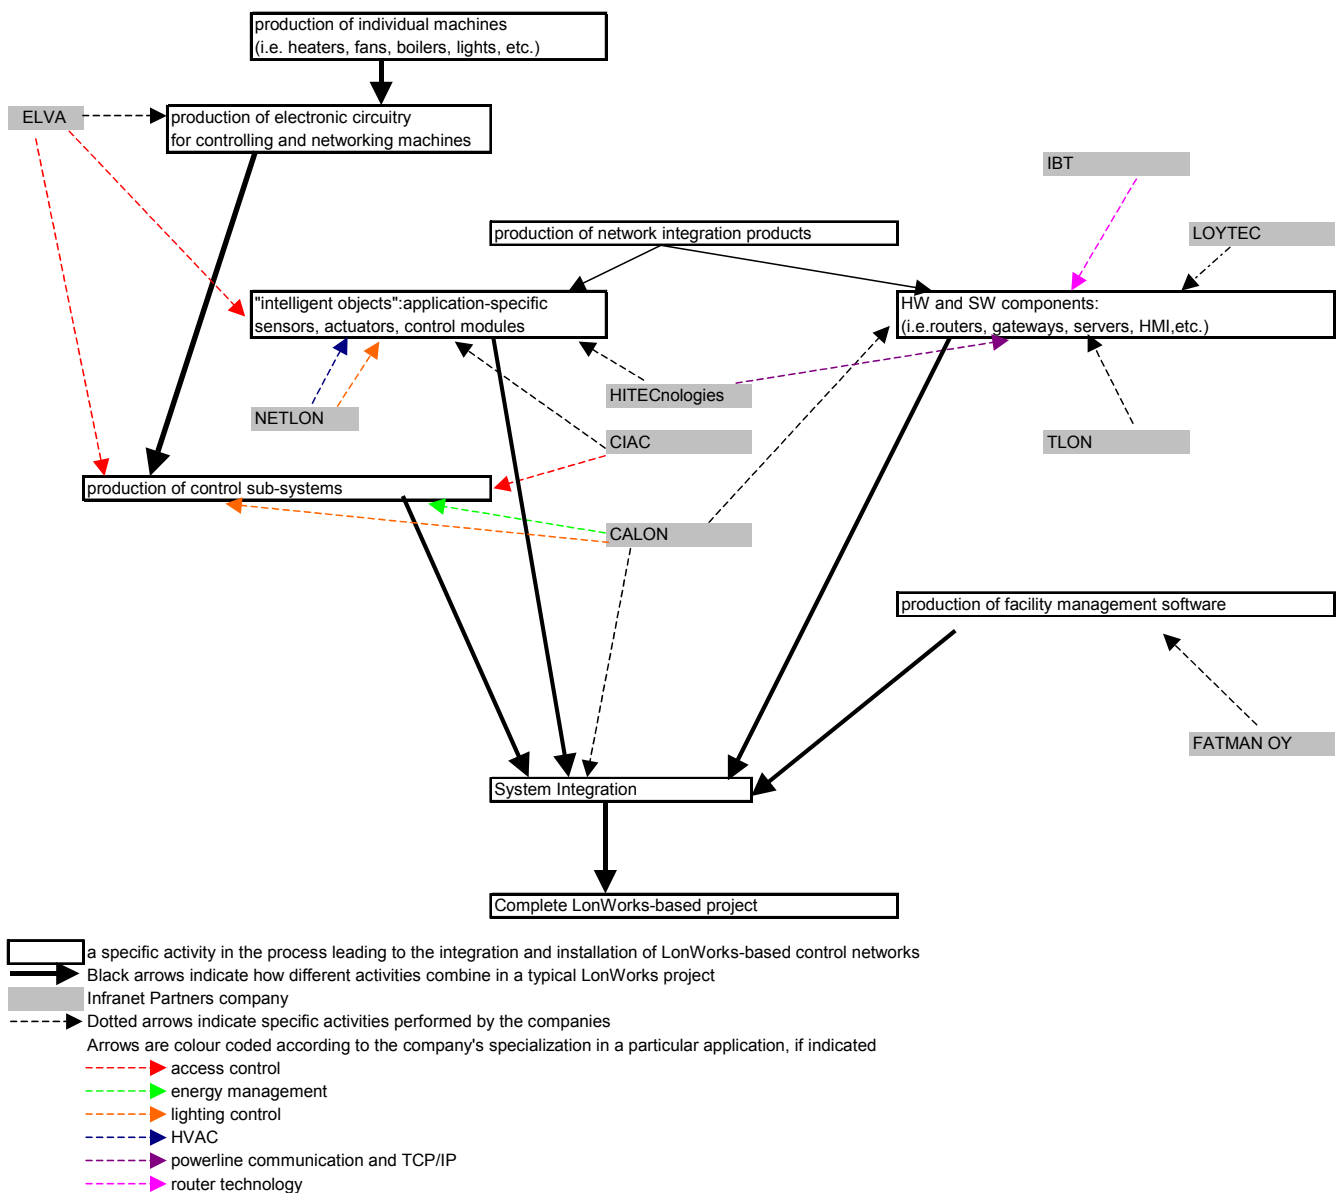 production of individual machines
(i.e. heaters, fans, boilers, lights, etc.)
ELVA
production of electronic circuitry
for controlling and networking machines
IBT
production of network integration products
LOYTEC
"intelligent objects":application-specific
sensors, actuators, control modules
HW and SW components:
(i.e.routers, gateways, servers, HMI,etc.)
HITECnologies
NETLON
CIAC
TLON
production of control sub-systems
CALON
production of facility management software
FATMAN OY
System Integration
Complete LonWorks-based project
a specific activity in the process leading to the integration and installation of LonWorks-based control networks
Black arrows indicate how different activities combine in a typical LonWorks project
Infranet Partners company
Dotted arrows indicate specific activities performed by the companies
Arrows are colour coded according to the company's specialization in a particular application, if indicated
access control
energy management
lighting control
HVAC
powerline communication and TCP/IP
router technology